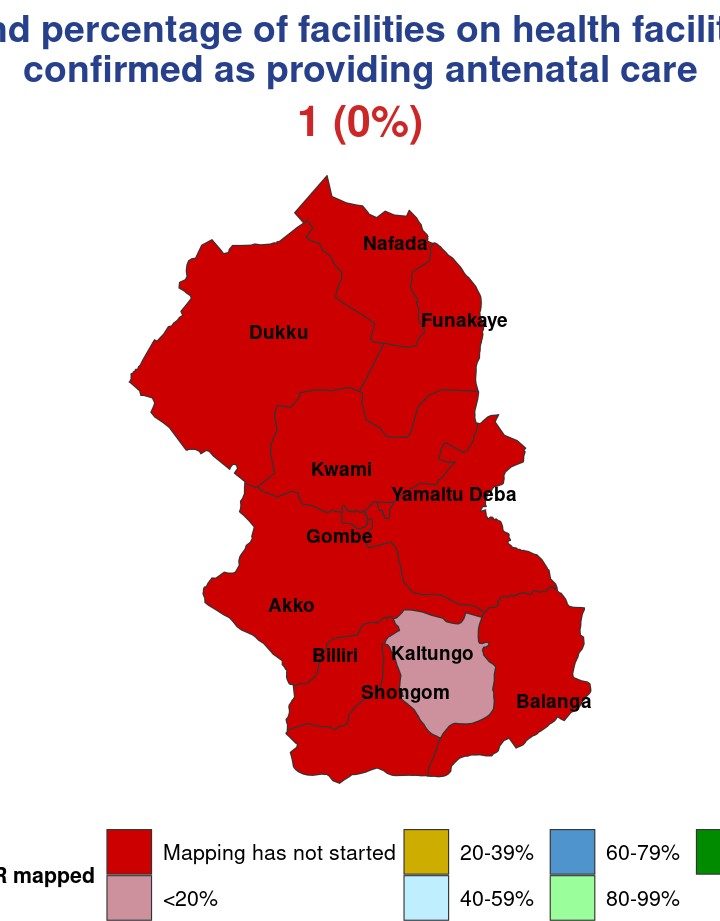 percentage of facilities on health
confirmed as providing antenatal care
1 (0%)
Nafada
Funakaye
Dukku
Kwami
Yamaltu Deba
Gombe
Akko
Billiri
Kaltungo
Shongom
Balanga
mapped
Mapping has not started
<20%
20-39%
40-59%
60-79%
80-99%